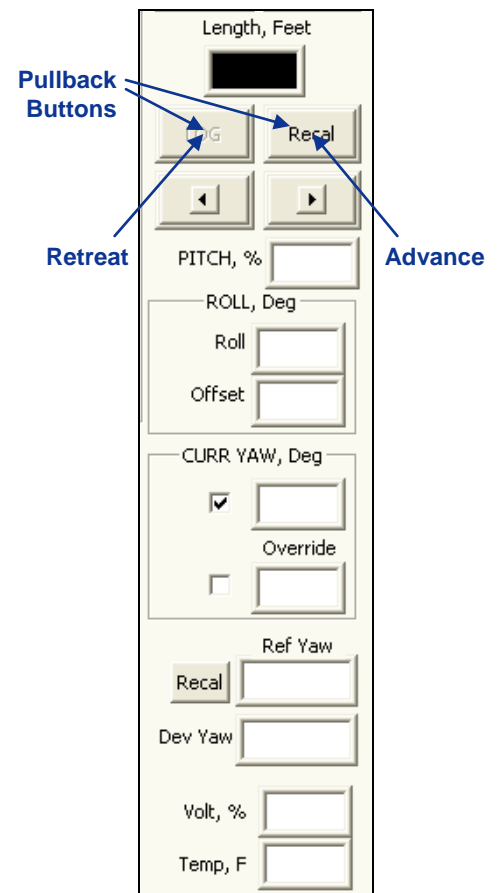 Length, Feet
Pullback
Buttons
LOG
Recal
Retreat
Advance
PITCH, %
ROLL, Deg
Roll
Offset
CURR YAW, Deg
Override
Ref Yaw
Recal
Dev Yaw
Volt, %
Temp, F